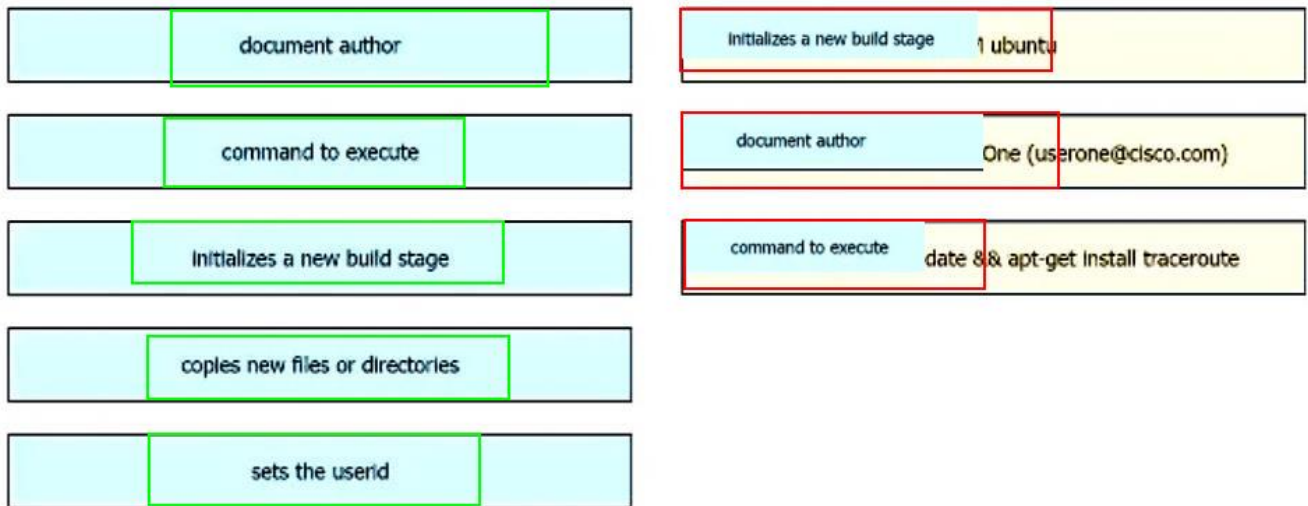 document author
command to execute
initializes a new build stage
copies new files or directories
sets the userid
initializes a new build stage
ubuntu
document author
One (userone@cisco.com)
command to execute
date && apt-get install traceroute